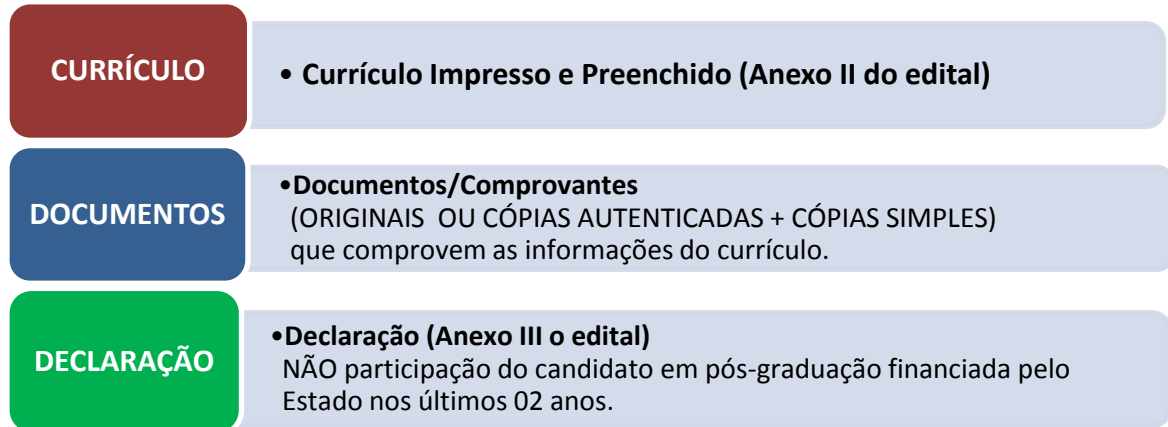 CURRÍCULO
• Currículo Impresso e Preenchido (Anexo II do edital)
DOCUMENTOS
•Documentos/Comprovantes
(ORIGINAIS OU CÓPIAS AUTENTICADAS + CÓPIAS SIMPLES)
que comprovem as informações do currículo.
DECLARAÇÃO
•Declaração (Anexo III o edital)
NÃO participação do candidato em pós-graduação financiada pelo
Estado nos últimos 02 anos.